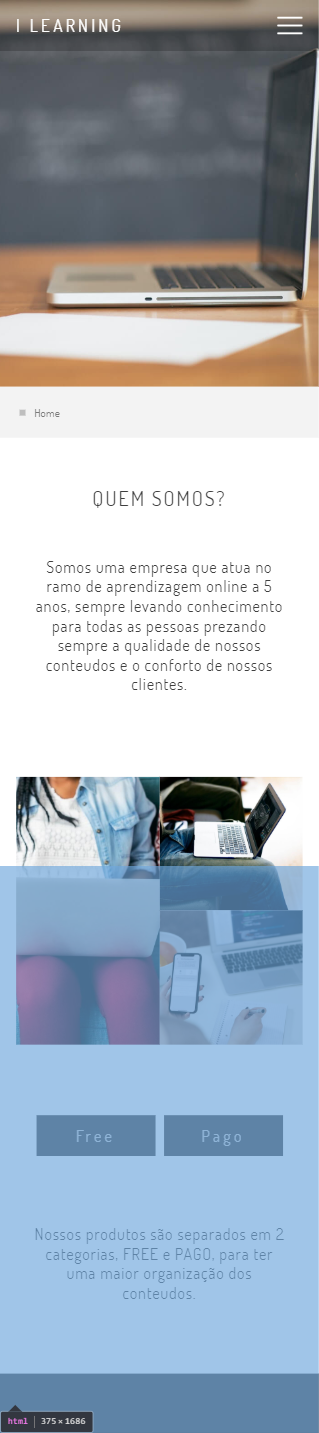 I LEARNING
Home
QUEM SOMOS?
Somos uma empresa que atua no
ramo de aprendizagem online a 5
anos, sempre levando conhecimento
para todas as pessoas prezando
sempre a qualidade de nossos
conteudos e o conforto de nossos
clientes.
Free Pago
Nossos produtos são separados em 2
categorias, FREE e PAGO, para ter
uma maior organização dos
conteudos.
html 375 × 1686